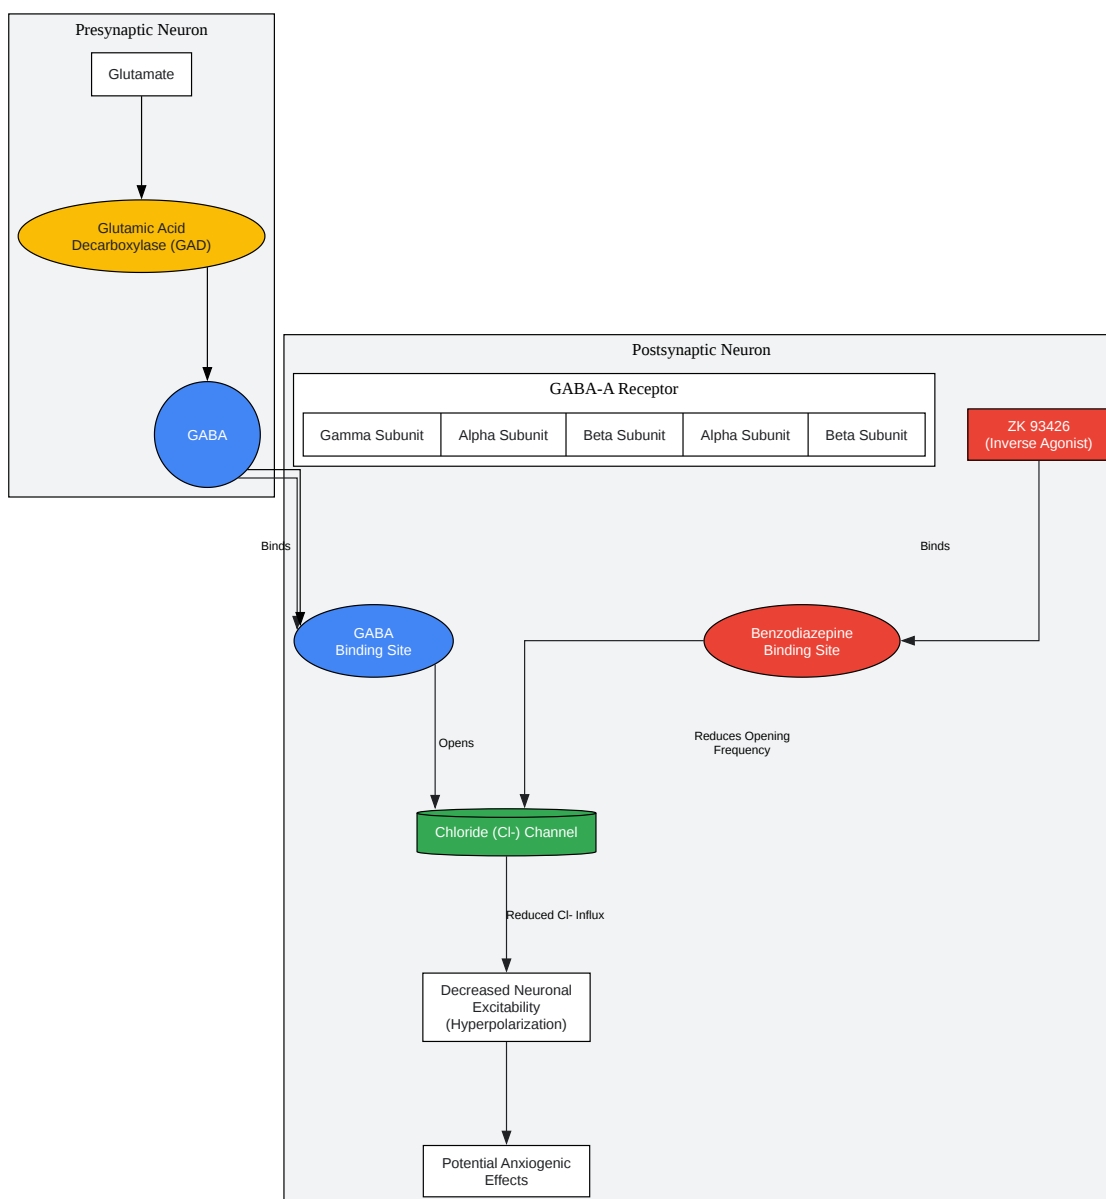 Presynaptic Neuron
Glutamate
Glutamic Acid
Decarboxylase (GAD)
GABA
Postsynaptic Neuron
GABA-A Receptor
Gamma Subunit
Alpha Subunit
Beta Subunit
Alpha Subunit
Beta Subunit
ZK 93426
(Inverse Agonist)
Binds
Binds
GABA
Binding Site
Benzodiazepine
Binding Site
Opens
Reduces Opening
Frequency
Chloride (Cl-) Channel
Reduced Cl- Influx
Decreased Neuronal
Excitability
(Hyperpolarization)
Potential Anxiogenic
Effects